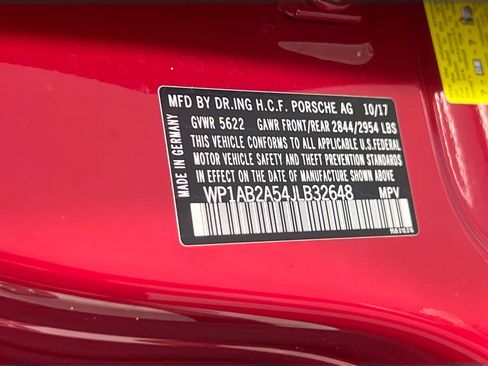 MFD BY DR.ING H.C.F. PORSCHE AG 10/17
GVWR 5622 GAWR FRONT/REAR 2844/2954 LBS
THIS VEHICLE CONFORMS TO ALL APPLICABLE U.S.FEDERAL
MOTOR VEHICLE SAFETY AND THEFT PREVENTION STANDARDS
IN EFFECT ON THE DATE OF MANUFACTURE SHOWN ABOVE
WP1AB2A54JLB32648 MPV
MADE IN GERMANY